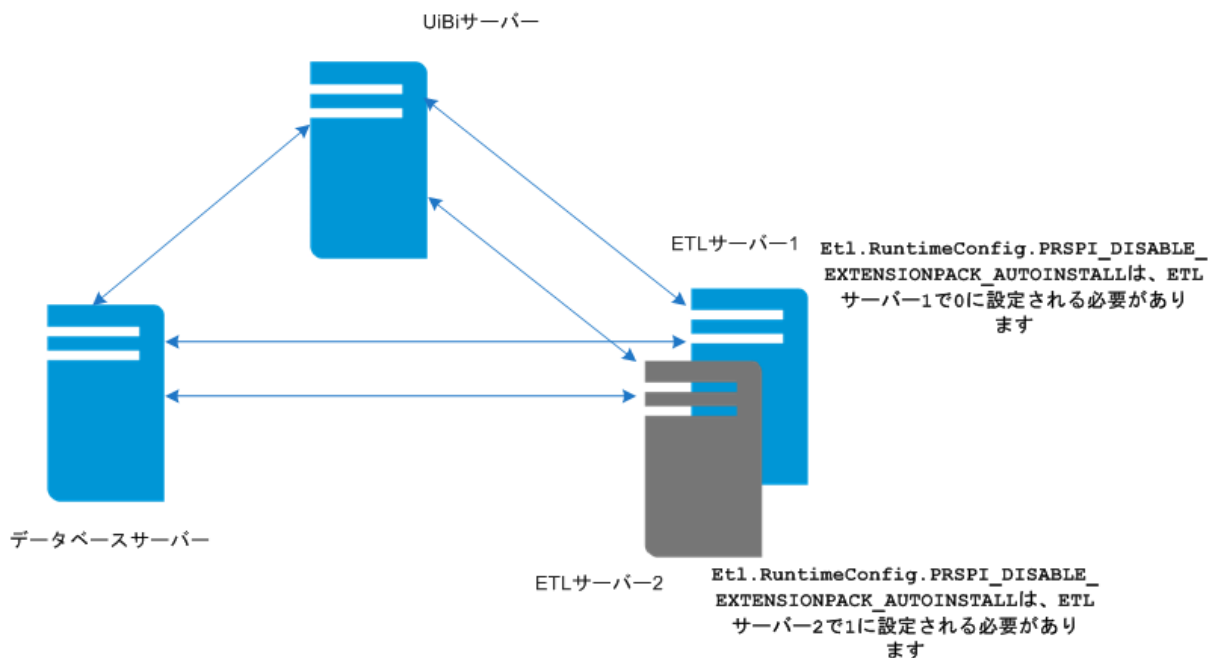 UiBiサーバー
ETLサーバー1
Etl.RuntimeConfig.PRSPI_DISABLE_
EXTENSIONPACK_AUTOINSTALLは、ETL
サーバー1で0に設定される必要があり
ます
データベースサーバー
ETLサーバー2
Etl.RuntimeConfig.PRSPI_DISABLE_
EXTENSIONPACK_AUTOINSTALLは、ETL
サーバー2で1に設定される必要があり
ます